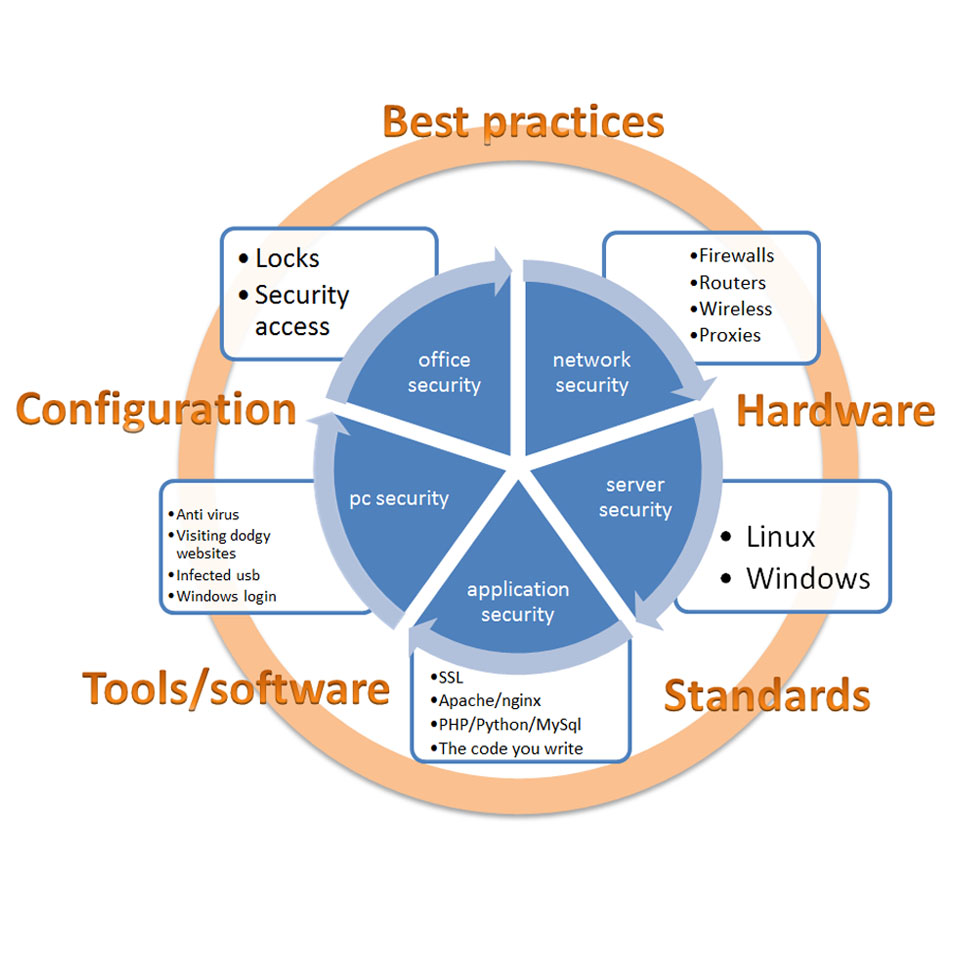 Best practices
• Locks
• Security
access
•Firewalls
•Routers
•Wireless
•Proxies
office
security
network
security
Configuration
Hardware
pc security
server
security
•Anti virus
•Visiting dodgy
websites
•Infected usb
•Windows login
• Linux
• Windows
application
security
Tools/software
Standards
•SSL
•Apache/nginx
•PHP/Python/MySql
•The code you write